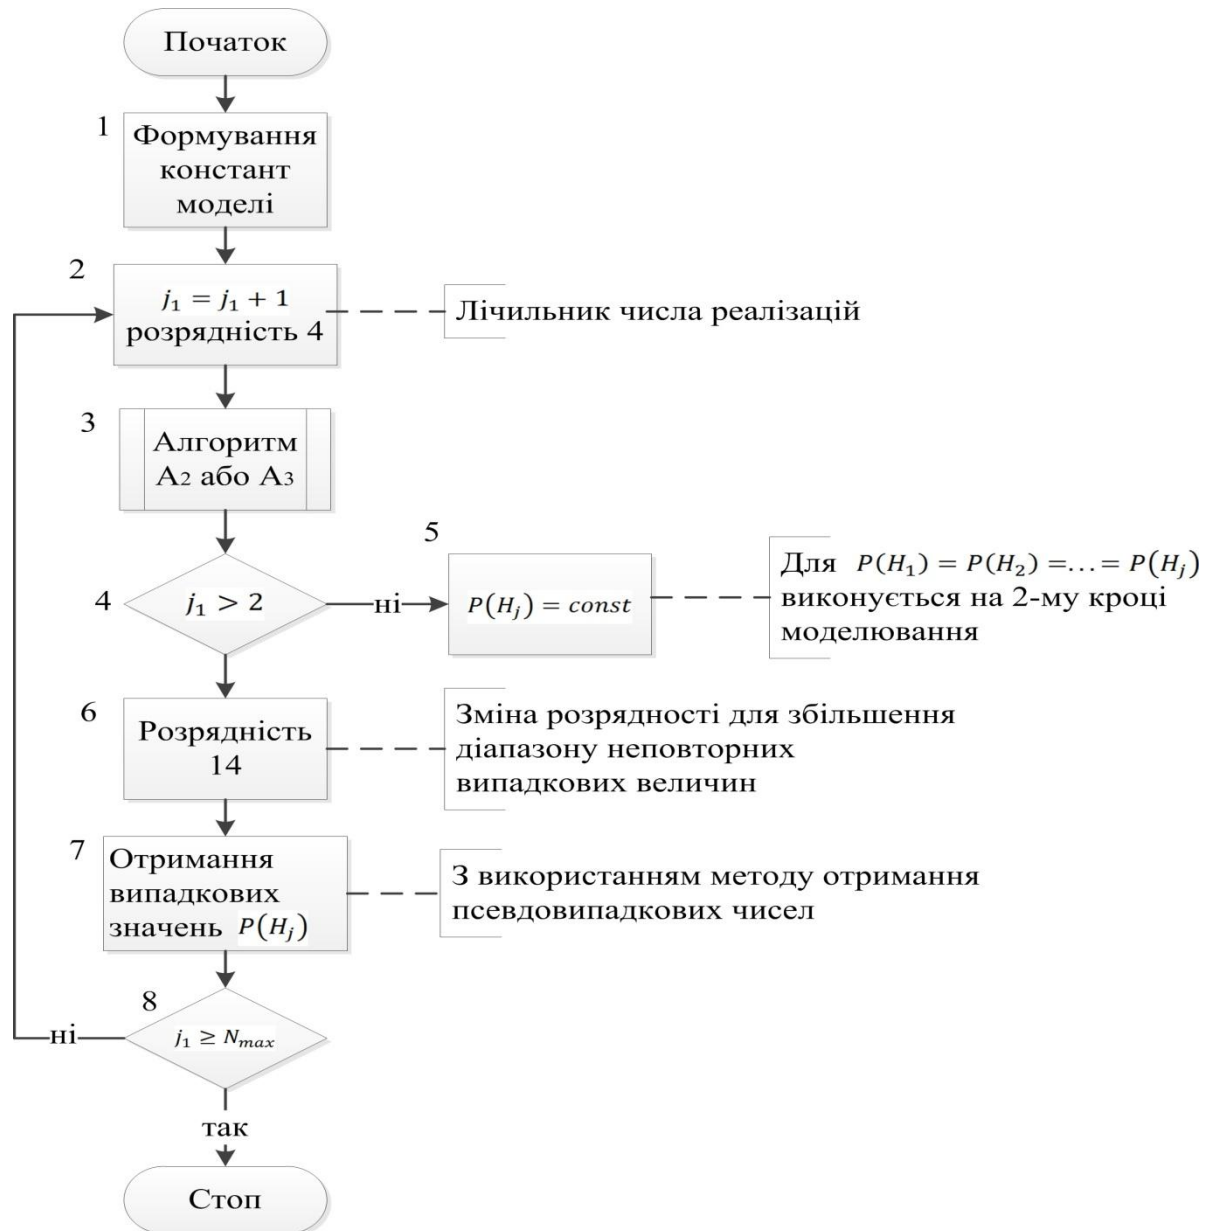 Початок
1
Формування
констант
моделі
2
j₁ = j₁ + 1
розрядність 4
Лічильник числа реалізацій
3
Алгоритм
A₂ або A₃
4
j₁ > 2
ні
5
P(Hⱼ) = const
Для P(H₁) = P(H₂) =…= P(Hⱼ)
виконується на 2-му кроці
моделювання
6
Розрядність
14
Зміна розрядності для збільшення
діапазону неповторних
випадкових величин
7
Отримання
випадкових
значень P(Hⱼ)
З використанням методу отримання
псевдовипадкових чисел
8
j₁ ≥ Nₘₐₓ
ні
так
Стоп